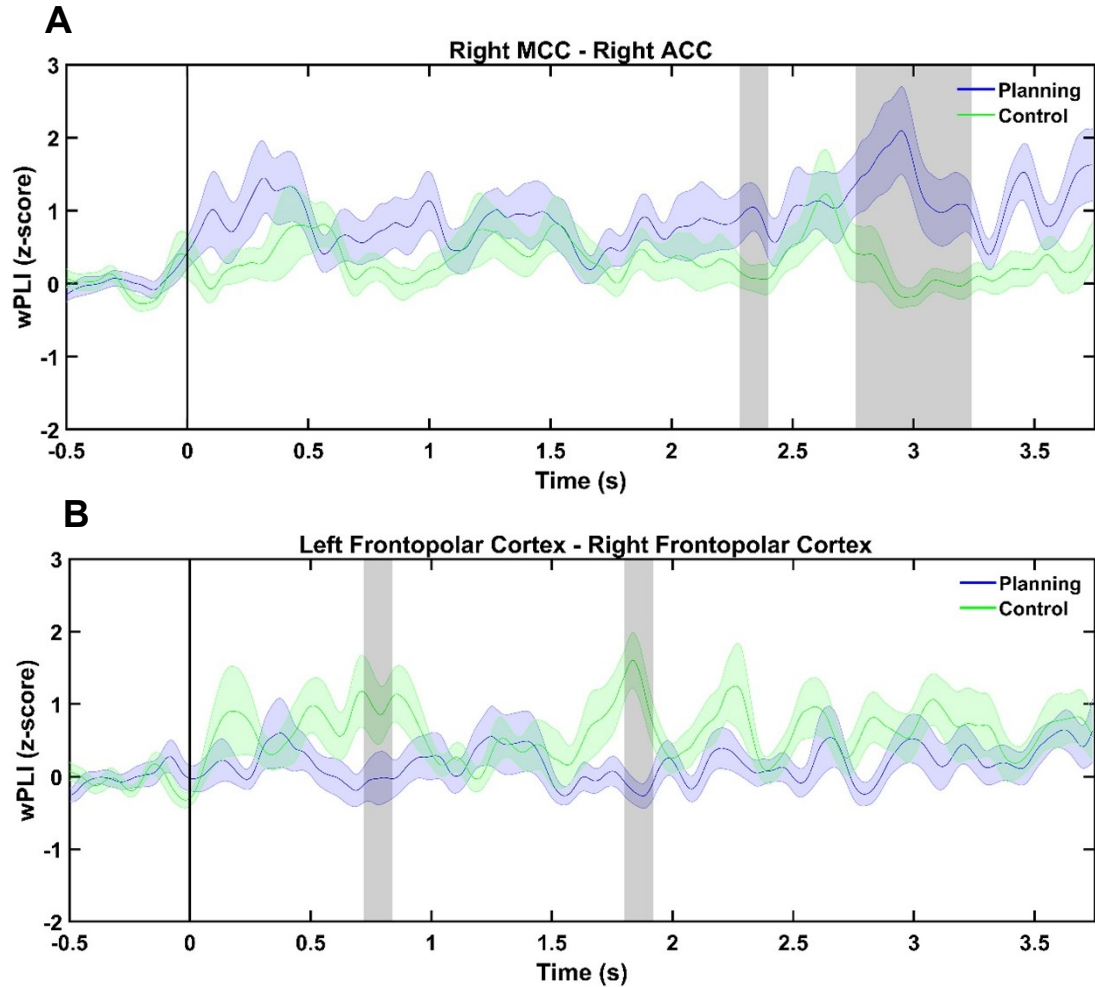 A
Right MCC - Right ACC
3
2
1
0
-1
-2
wPLI (z-score)
Planning
Control
-0.5 0 0.5 1 1.5 2 2.5 3 3.5
Time (s)
B
Left Frontopolar Cortex - Right Frontopolar Cortex
3
2
1
0
-1
-2
wPLI (z-score)
Planning
Control
-0.5 0 0.5 1 1.5 2 2.5 3 3.5
Time (s)